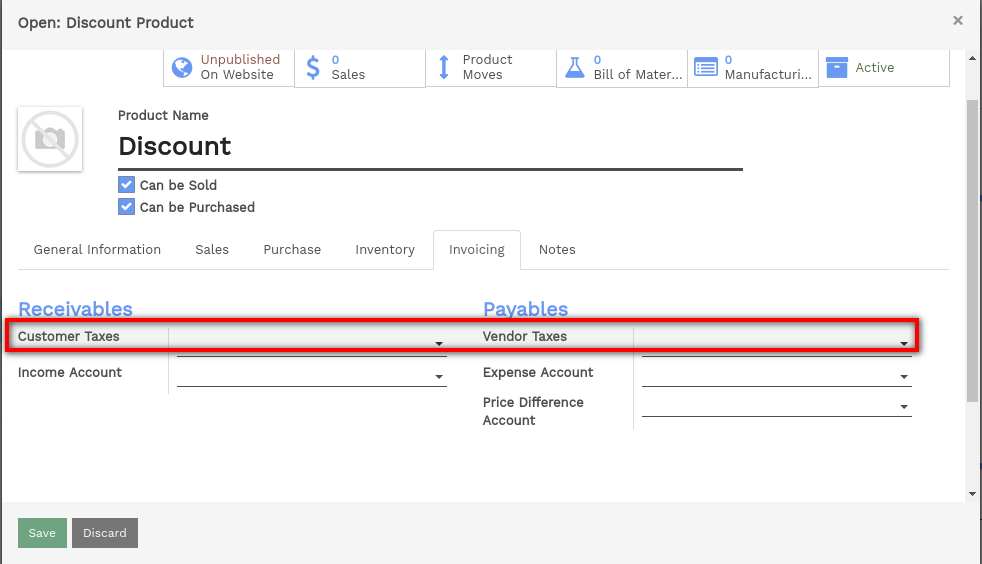 Open: Discount Product ×
Unpublished
On Website
0
Sales
Product
Moves
0
Bill of Mater...
0
Manufacturi...
Active
Product Name
Discount
Can be Sold
Can be Purchased
General Information Sales Purchase Inventory Invoicing Notes
Receivables
Customer Taxes
Income Account
Payables
Vendor Taxes
Expense Account
Price Difference
Account
Save Discard